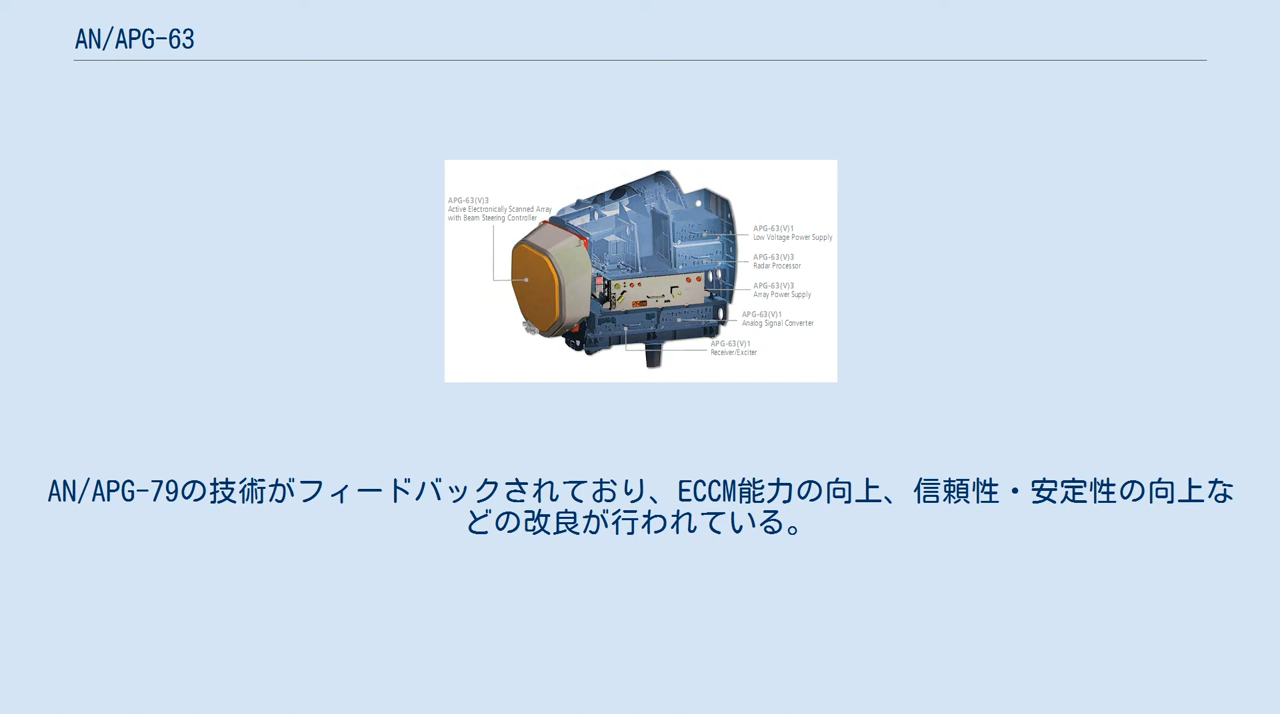 AN/APG-63
APG-63(V)3
Active Electronically Scanned Array
with Beam Steering Controller
APG-63(V)1
Low Voltage Power Supply
APG-63(V)3
Radar Processor
APG-63(V)3
Array Power Supply
APG-63(V)1
Analog Signal Converter
APG-63(V)1
Receiver/Exciter
AN/APG-79の技術がフィードバックされており、ECCM能力の向上、信頼性・安定性の向上な
どの改良が行われている。